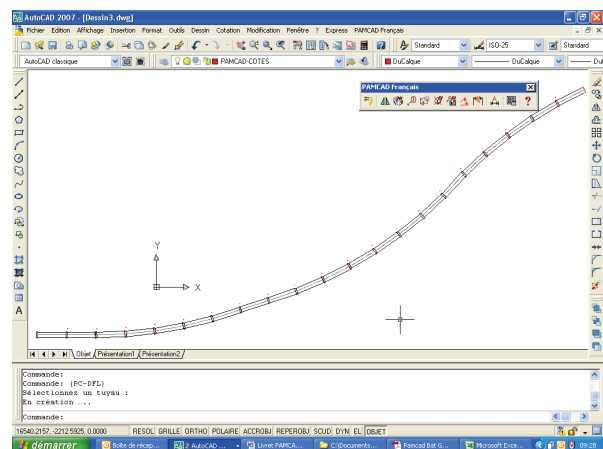 AutoCAD 2007 - [Dessin3.dwg]
Fichier Edition Affichage Insertion Format Outils Dessin Cotation Modification Fenêtre ? Express PAMCAD Français
Standard ISO-25 Standard
AutoCAD classique PAMCAD-COTES DuCalque DuCalque Du
PAMCAD Français
Y
X
A
Objet Présentation1 Présentation2
Commande:
Commande: (PC-DFL)
Sélectionnez un tuyau :
En création ...
Commande:
16540.2157, -2212.5925, 0.0000 RESOL GRILLE ORTHO POLAIRE ACCROBJ REPEROBJ SCUD DYN EL OBJET
démarrer Boîte de récep... 2 AutoCAD ... Livret PAMCA... C:\Documents... Pamcad Bat G... Microsoft Exce... 09:28